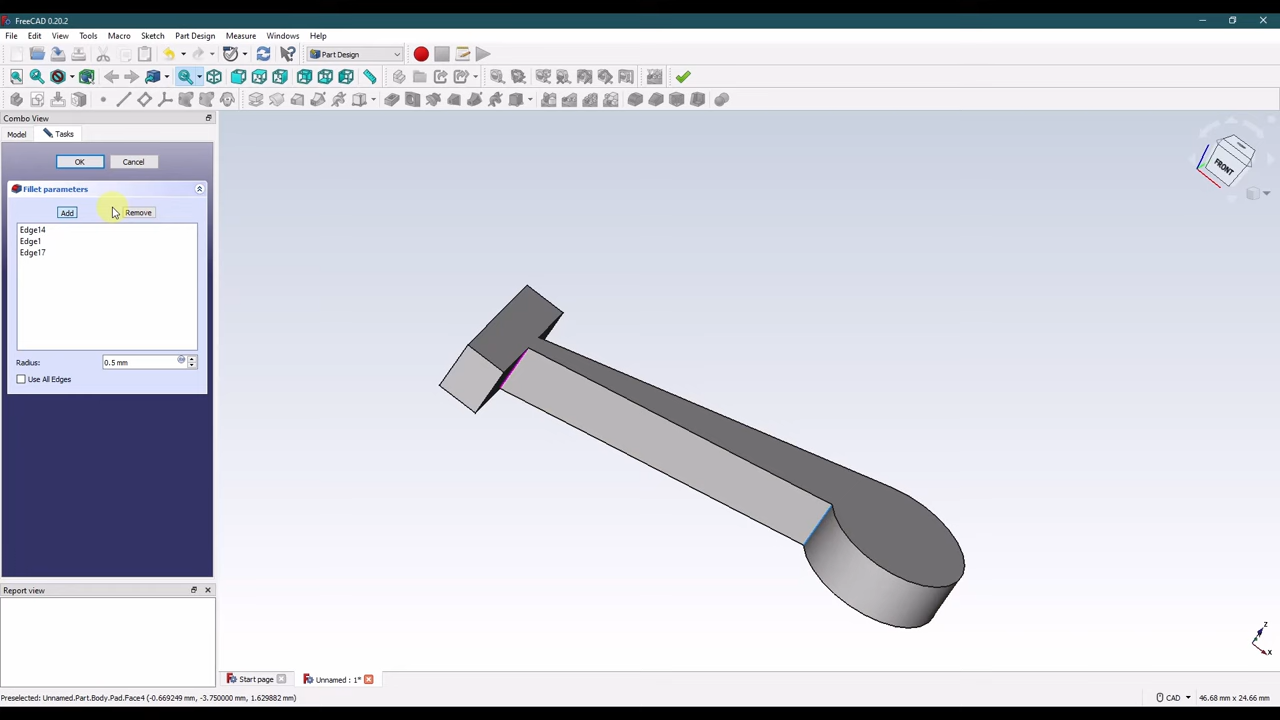 FreeCAD 0.20.2
File Edit View Tools Macro Sketch Part Design Measure Windows Help
Part Design
Combo View
Model Tasks
OK Cancel
Fillet parameters
Add Remove
Edge14
Edge1
Edge17
Radius: 0.5 mm
Use All Edges
FRONT
Report view
Z
X
Start page Unnamed : 1*
Preselected: Unnamed.Part.Body.Pad.Face4 (-0.669249 mm, -3.750000 mm, 1.629882 mm) CAD 46.68 mm x 24.66 mm